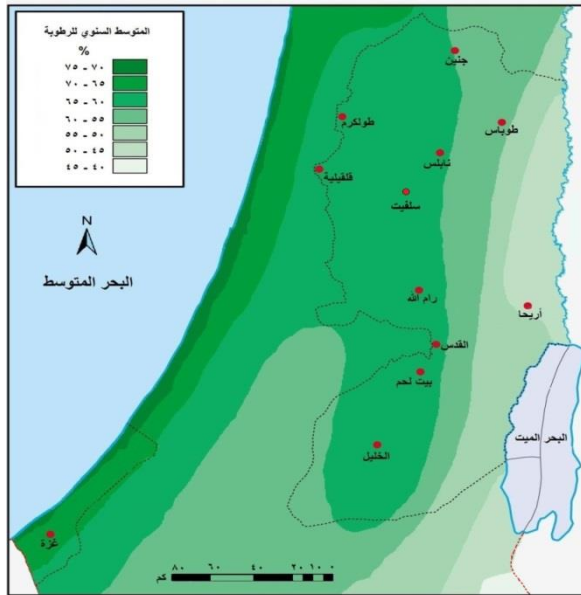 المتوسط السنوي للرطوبة
%
٧٥ - ٧٠
٧٠ - ٦٥
٦٥ - ٦٠
٦٠ - ٥٥
٥٥ - ٥٠
٥٠ - ٤٥
٤٥ - ٤٠
جنين
طولكرم
طوباس
نابلس
قلقيلية
سلفيت
N
البحر المتوسط
رام الله
أريحا
القدس
بيت لحم
البحر الميت
الخليل
غزة
كم ٨٠ ٦٠ ٤٠ ٢٠ ١٠ ٠